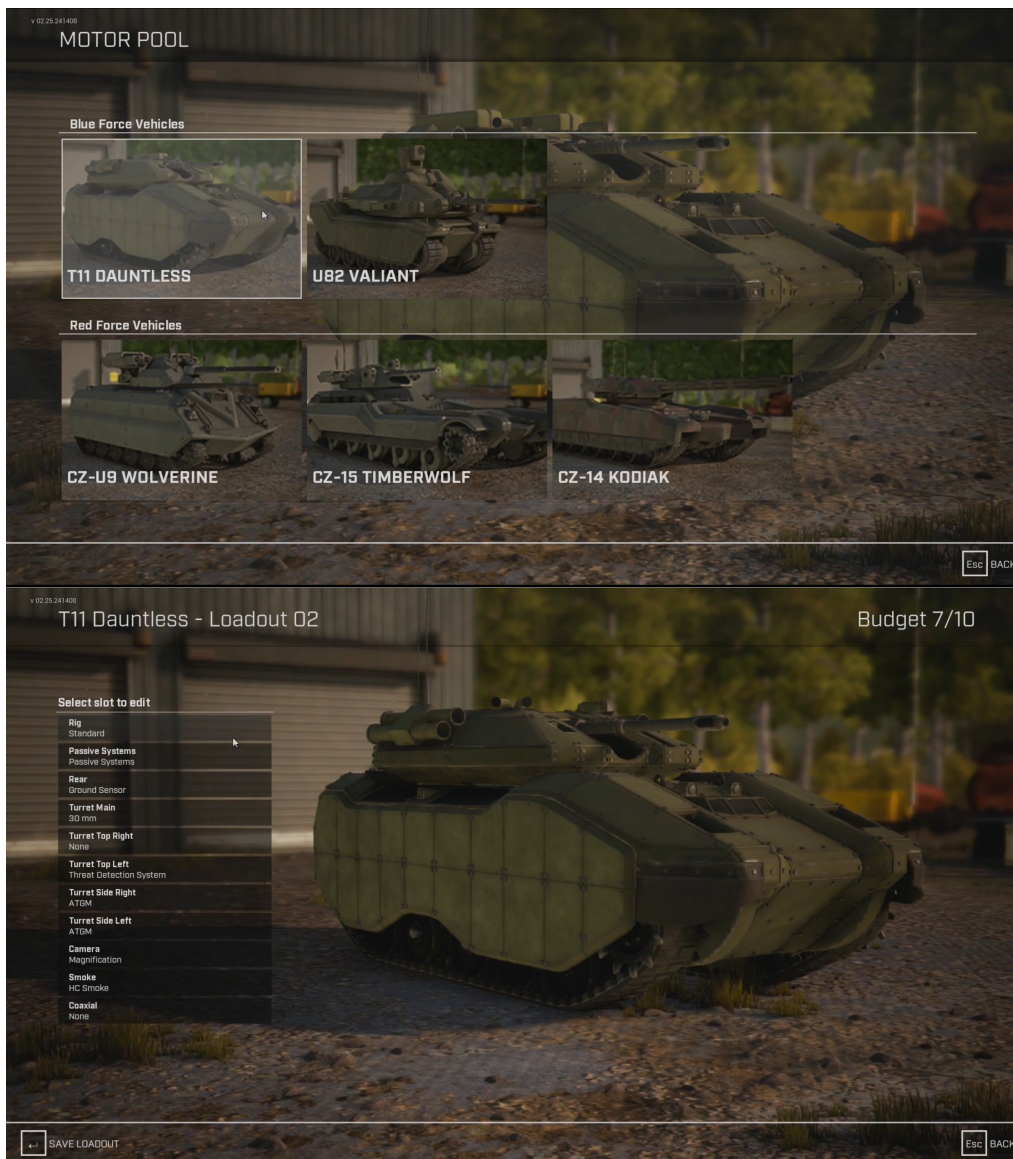 v 02.25.241408
MOTOR POOL
Blue Force Vehicles
T11 DAUNTLESS
U82 VALIANT
Red Force Vehicles
CZ-U9 WOLVERINE
CZ-15 TIMBERWOLF
CZ-14 KODIAK
Esc BACK
v 02.25.241408
T11 Dauntless - Loadout 02
Budget 7/10
Select slot to edit
Rig
Standard
Passive Systems
Passive Systems
Rear
Ground Sensor
Turret Main
30 mm
Turret Top Right
None
Turret Top Left
Threat Detection System
Turret Side Right
ATGM
Turret Side Left
ATGM
Camera
Magnification
Smoke
HC Smoke
Coaxial
None
SAVE LOADOUT
Esc BACK